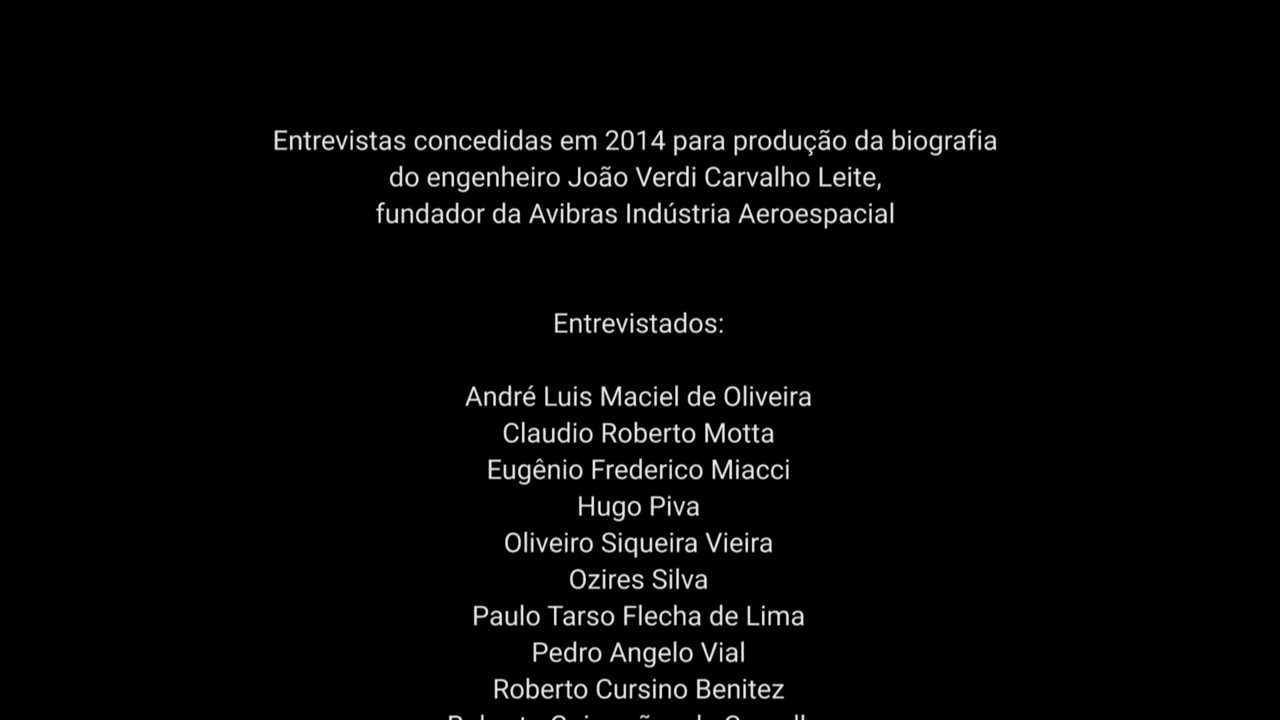 Entrevistas concedidas em 2014 para produção da biografia
do engenheiro João Verdi Carvalho Leite,
fundador da Avibras Indústria Aeroespacial
Entrevistados:
André Luis Maciel de Oliveira
Claudio Roberto Motta
Eugênio Frederico Miacci
Hugo Piva
Oliveiro Siqueira Vieira
Ozires Silva
Paulo Tarso Flecha de Lima
Pedro Angelo Vial
Roberto Cursino Benitez